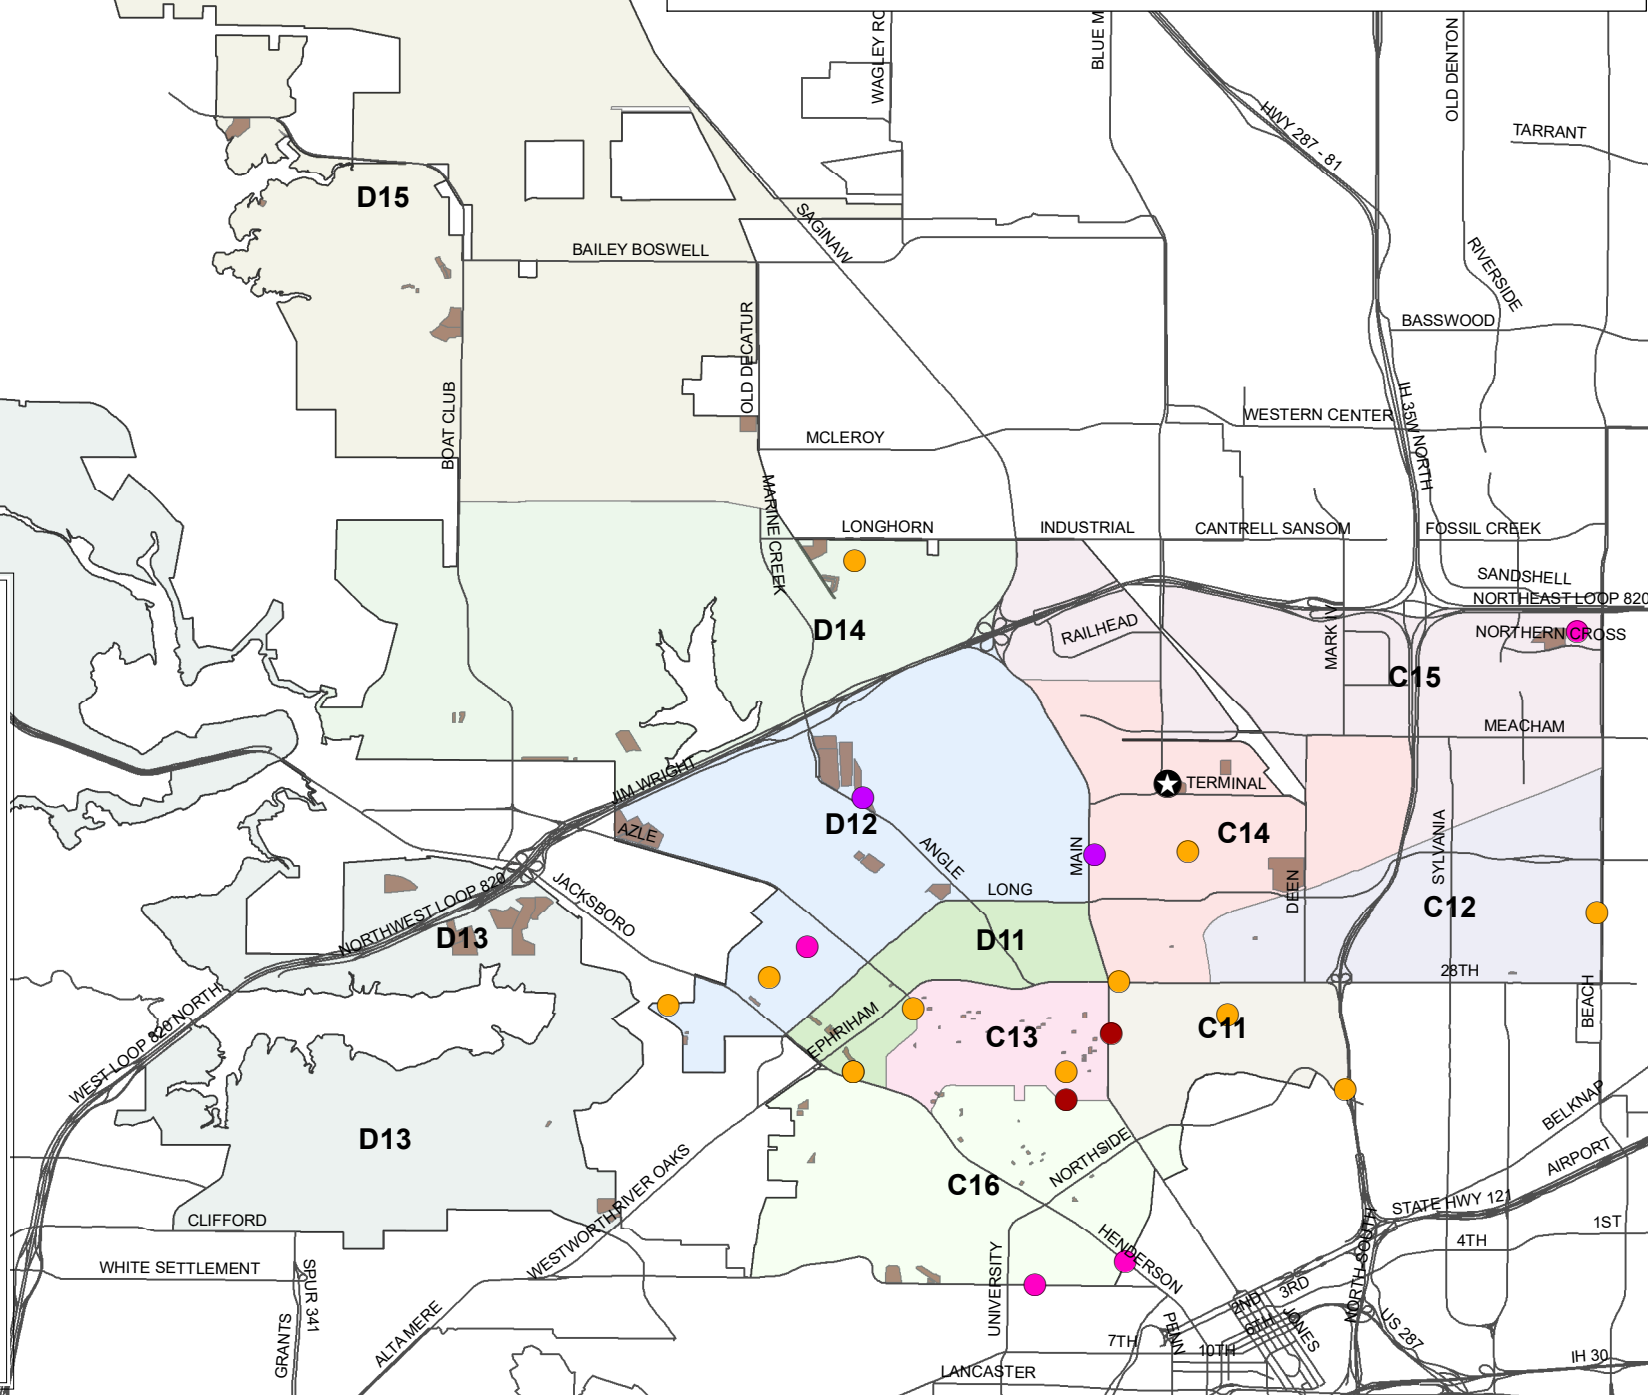 WAGLEY RO
BLUE M
OLD DENTON
HWY 287 - 81
TARRANT
D15
SAGINAW
BAILEY BOSWELL
RIVERSIDE
OLD DECATUR
BASSWOOD
BOAT CLUB
IH 35W NORTH
WESTERN CENTER
MCLEROY
MARINE CREEK
LONGHORN
INDUSTRIAL
CANTRELL SANSOM
FOSSIL CREEK
SANDSHELL
NORTHEAST LOOP 820
D14
RAILHEAD
MARK IV
NORTHERN CROSS
C15
MEACHAM
JIM WRIGHT
TERMINAL
AZLE
D12
ANGLE
MAIN
C14
SYLVANIA
DEEN
LONG
JACKSBORO
NORTHWEST LOOP 820
D13
D11
C12
28TH
WEST LOOP 820 NORTH
EPHRIHAM
C13
C11
BEACH
D13
BELKNAP
AIRPORT
NORTHSIDE
C16
WESTWORTH
RIVER OAKS
STATE HWY 121
CLIFFORD
1ST
4TH
HENDERSON
NORTH-SOUTH
WHITE SETTLEMENT
SPUR 341
UNIVERSITY
3RD
2ND
6TH
JONES
PENN
US 287
GRANTS
ALTA MERE
7TH
10TH
IH 30
LANCASTER